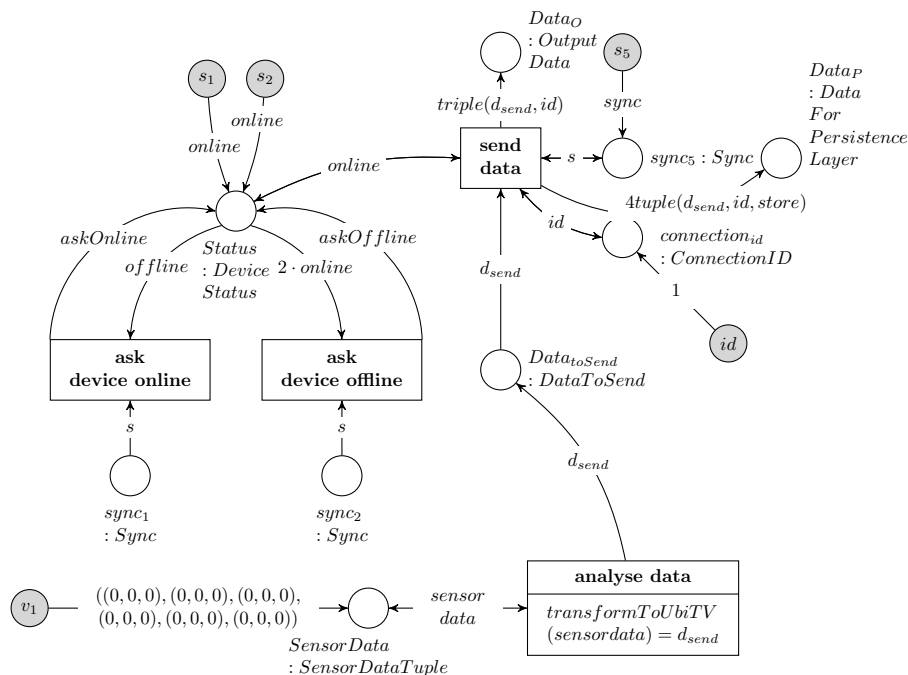 Data_O
: Output
Data
s_1
s_2
s_5
Data_P
: Data
For
Persistence
Layer
triple(d_send, id)
sync
online
online
online
send
data
s
sync_5 : Sync
4tuple(d_send, id, store)
id
connection_id
: ConnectionID
askOnline
askOffline
Status
: Device
Status
offline
2 · online
d_send
1
id
ask
device online
ask
device offline
Data_toSend
: DataToSend
s
s
d_send
sync_1
: Sync
sync_2
: Sync
analyse data
transformToUbiTV
(sensordata) = d_send
v_1
((0, 0, 0), (0, 0, 0), (0, 0, 0),
(0, 0, 0), (0, 0, 0), (0, 0, 0))
sensor
data
SensorData
: SensorDataTuple